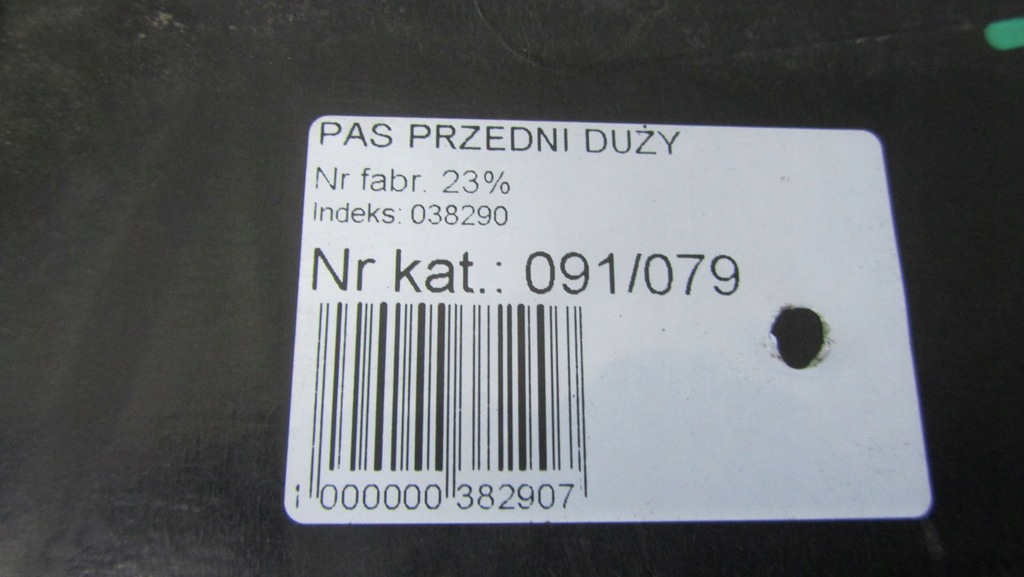 PAS PRZEDNI DUŻY
Nr fabr. 23%
Indeks: 038290
Nr kat.: 091/079
1 000000 382907